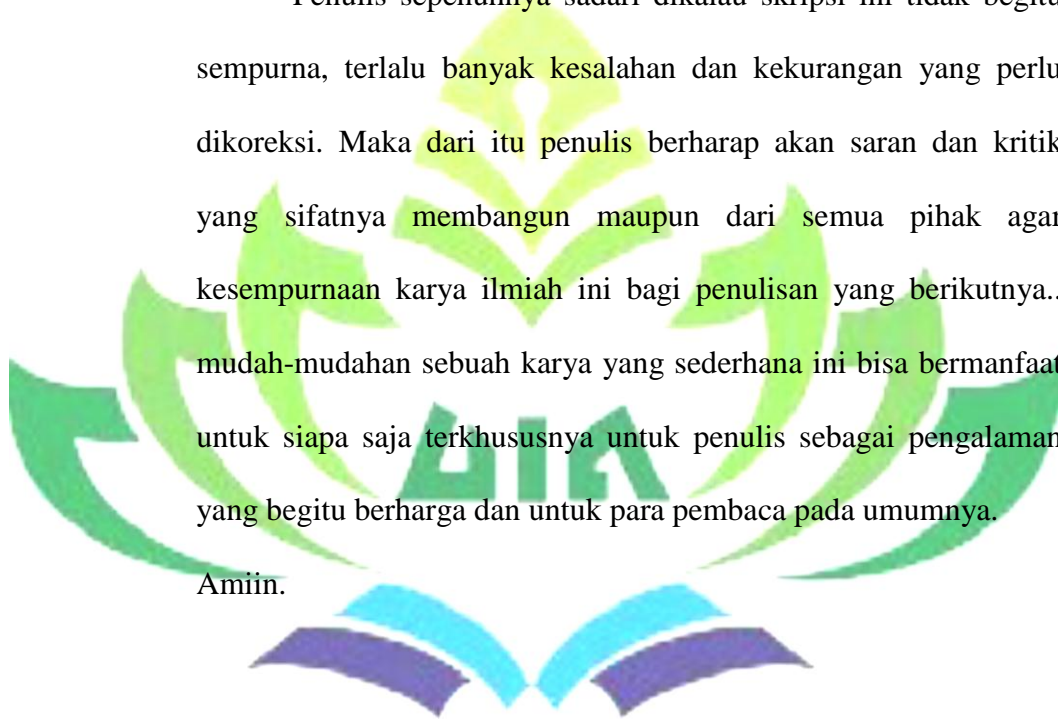 Penulis sepenuhnya sadari dikalau skripsi ini tidak begitu
sempurna, terlalu banyak kesalahan dan kekurangan yang perlu
dikoreksi. Maka dari itu penulis berharap akan saran dan kritik
yang sifatnya membangun maupun dari semua pihak agar
kesempurnaan karya ilmiah ini bagi penulisan yang berikutnya..
mudah-mudahan sebuah karya yang sederhana ini bisa bermanfaat
untuk siapa saja terkhususnya untuk penulis sebagai pengalaman
yang begitu berharga dan untuk para pembaca pada umumnya.
Amiin.